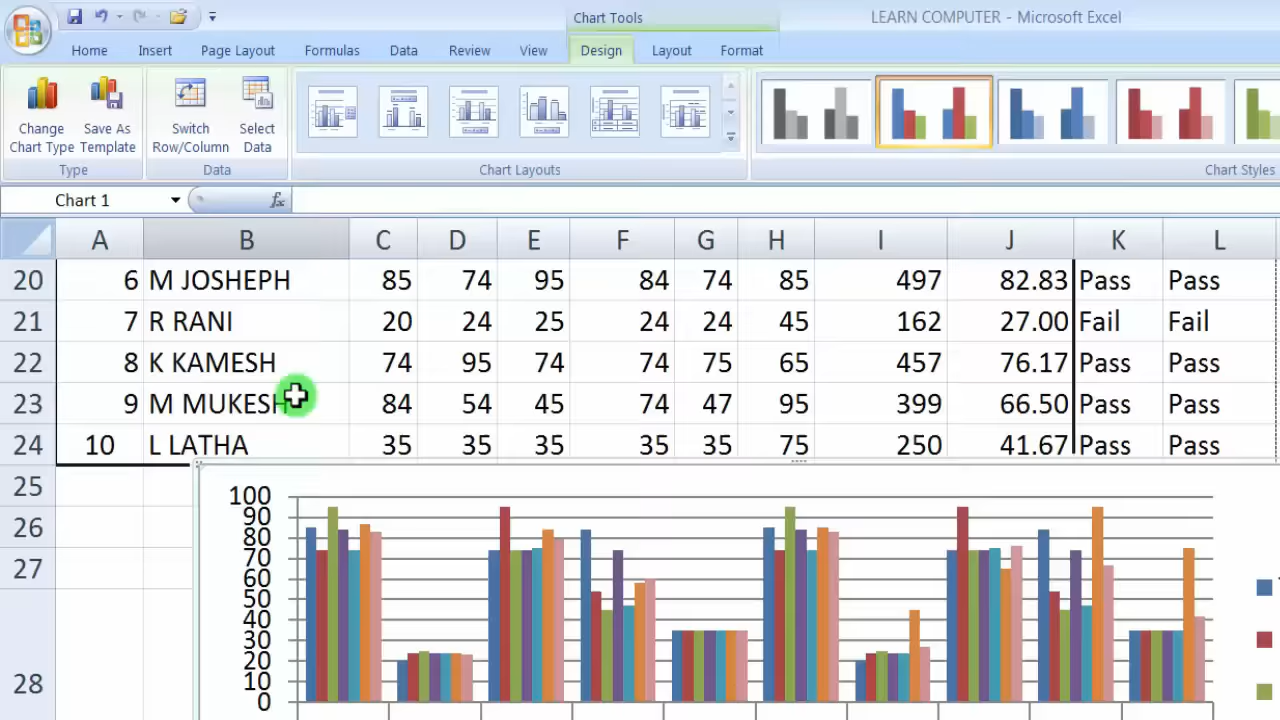 Chart Tools
LEARN COMPUTER - Microsoft Excel
Home Insert Page Layout Formulas Data Review View Design Layout Format
Change Chart Type
Save As Template
Switch Row/Column
Select Data
Type Data Chart Layouts Chart Styles
Chart 1 fx
A B C D E F G H I J K L
20 6 M JOSHEPH 85 74 95 84 74 85 497 82.83 Pass Pass
21 7 R RANI 20 24 25 24 24 45 162 27.00 Fail Fail
22 8 K KAMESH 74 95 74 74 75 65 457 76.17 Pass Pass
23 9 M MUKESH 84 54 45 74 47 95 399 66.50 Pass Pass
24 10 L LATHA 35 35 35 35 35 75 250 41.67 Pass Pass
25
26
27
28
100
90
80
70
60
50
40
30
20
10
0